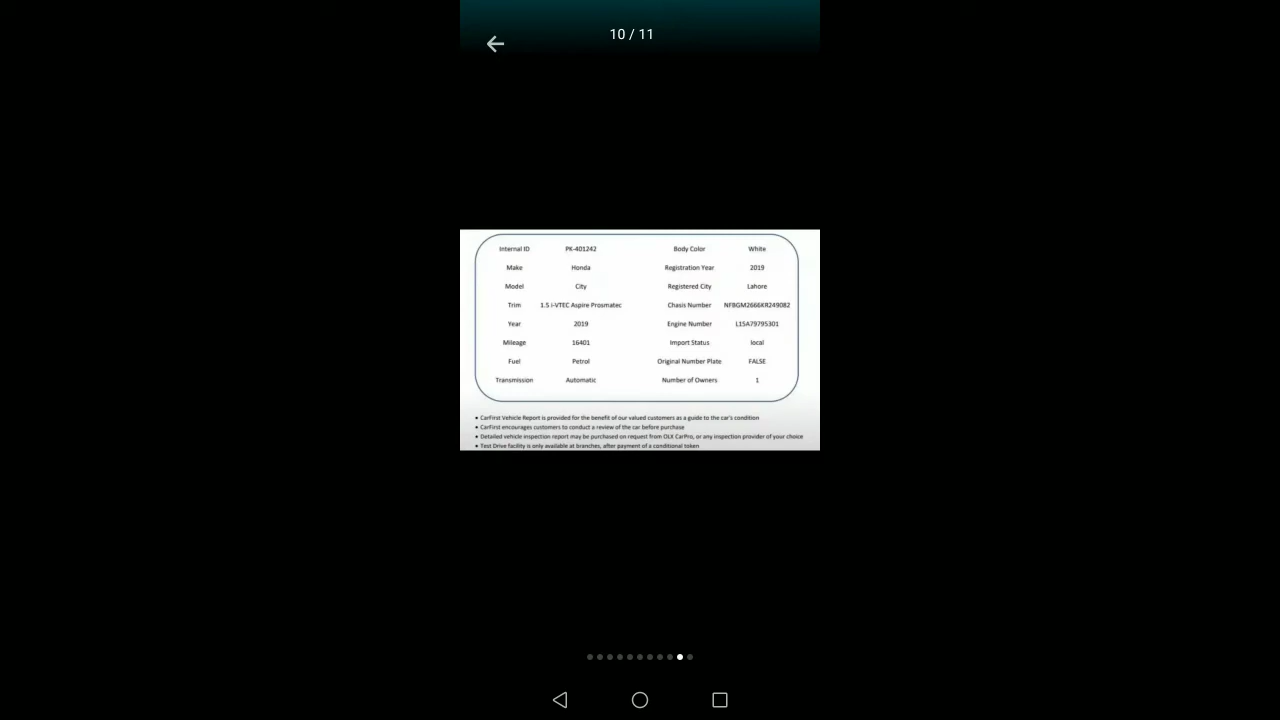 10 / 11
Internal ID PK-401242 Body Color White
Make Honda Registration Year 2019
Model City Registered City Lahore
Trim 1.5 i-VTEC Aspire Prosmatec Chasis Number NFBGM2666KR249082
Year 2019 Engine Number L15A79795301
Mileage 16401 Import Status local
Fuel Petrol Original Number Plate FALSE
Transmission Automatic Number of Owners 1
• CarFirst Vehicle Report is provided for the benefit of our valued customers as a guide to the car's condition
• CarFirst encourages customers to conduct a review of the car before purchase
• Detailed vehicle inspection report may be purchased on request from OLX CarPro, or any inspection provider of your choice
• Test Drive facility is only available at branches, after payment of a conditional token